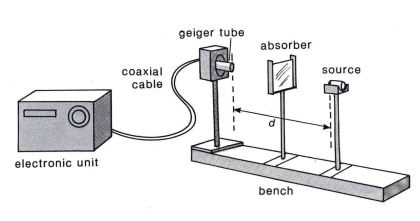 geiger tube
absorber
source
coaxial
cable
d
electronic unit
bench